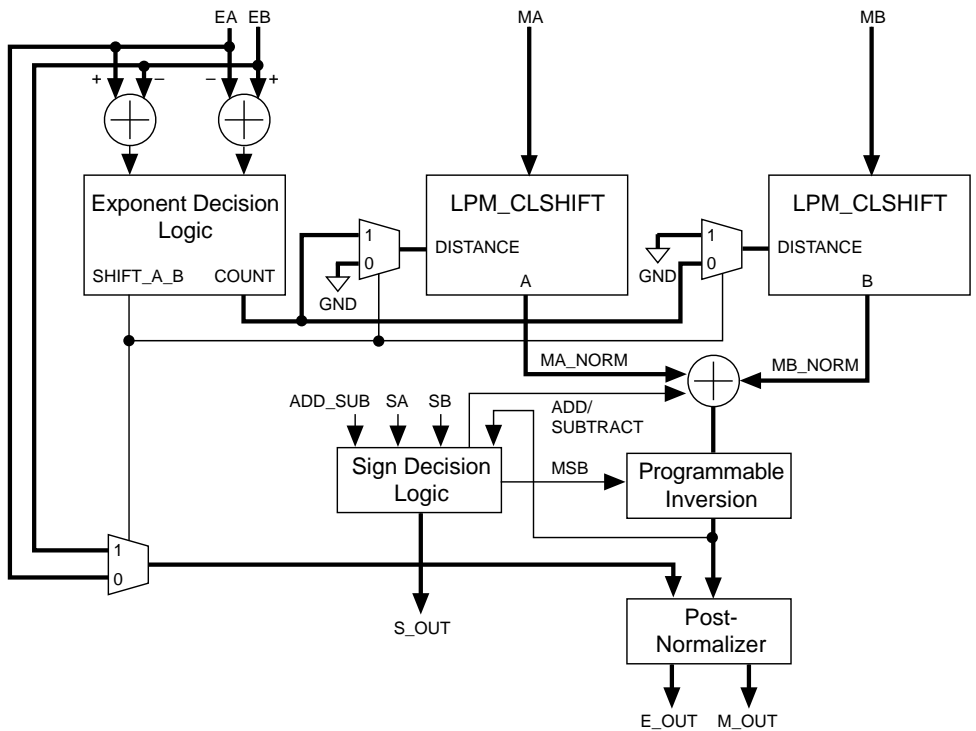 EA EB MA MB
+ – – +
Exponent Decision
Logic
SHIFT_A_B COUNT
1
0
GND
LPM_CLSHIFT
DISTANCE
A
1
0
GND
LPM_CLSHIFT
DISTANCE
B
MA_NORM MB_NORM
ADD_SUB SA SB
ADD/
SUBTRACT
Sign Decision
Logic
MSB
Programmable
Inversion
1
0
S_OUT
Post-
Normalizer
E_OUT M_OUT